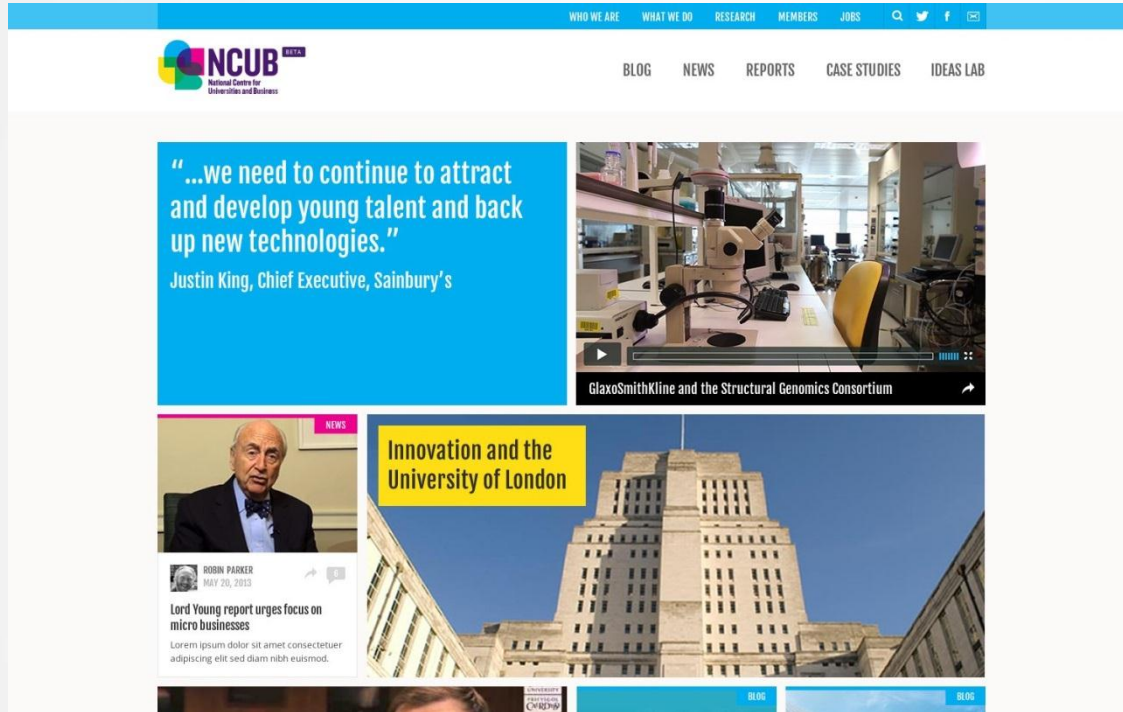 WHO WE ARE WHAT WE DO RESEARCH MEMBERS JOBS
NCUB BETA
National Centre for
Universities and Business
BLOG NEWS REPORTS CASE STUDIES IDEAS LAB
“...we need to continue to attract
and develop young talent and back
up new technologies.”
Justin King, Chief Executive, Sainbury’s
GlaxoSmithKline and the Structural Genomics Consortium
NEWS
Innovation and the
University of London
ROBIN PARKER
MAY 20, 2013
Lord Young report urges focus on
micro businesses
Lorem ipsum dolor sit amet consectetuer
adipiscing elit sed diam nibh euismod.
UNIVERSITY
BLOG
BLOG